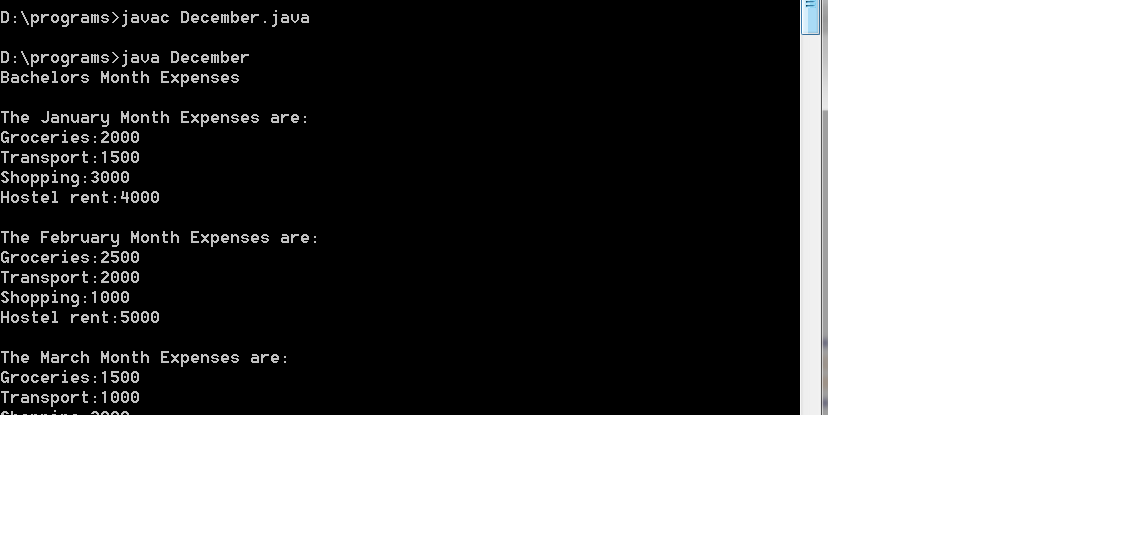 D:\programs>javac December.java
D:\programs>java December
Bachelors Month Expenses
The January Month Expenses are:
Groceries:2000
Transport:1500
Shopping:3000
Hostel rent:4000
The February Month Expenses are:
Groceries:2500
Transport:2000
Shopping:1000
Hostel rent:5000
The March Month Expenses are:
Groceries:1500
Transport:1000